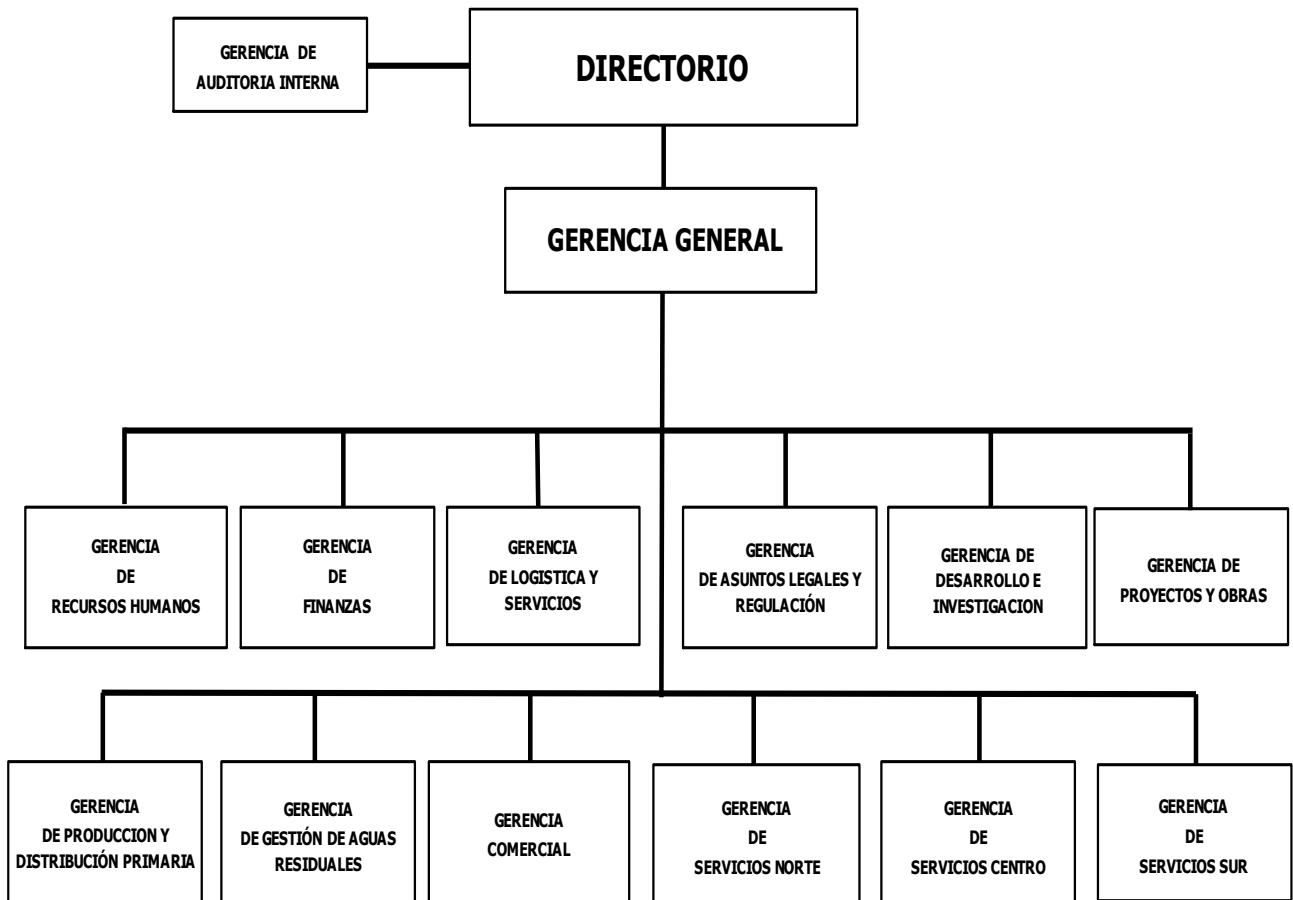 GERENCIA DE
AUDITORIA INTERNA
DIRECTORIO
GERENCIA GENERAL
GERENCIA
DE
RECURSOS HUMANOS
GERENCIA
DE
FINANZAS
GERENCIA
DE LOGISTICA Y
SERVICIOS
GERENCIA
DE ASUNTOS LEGALES Y
REGULACIÓN
GERENCIA DE
DESARROLLO E
INVESTIGACION
GERENCIA DE
PROYECTOS Y OBRAS
GERENCIA
DE PRODUCCION Y
DISTRIBUCIÓN PRIMARIA
GERENCIA
DE GESTIÓN DE AGUAS
RESIDUALES
GERENCIA
COMERCIAL
GERENCIA
DE
SERVICIOS NORTE
GERENCIA
DE
SERVICIOS CENTRO
GERENCIA
DE
SERVICIOS SUR